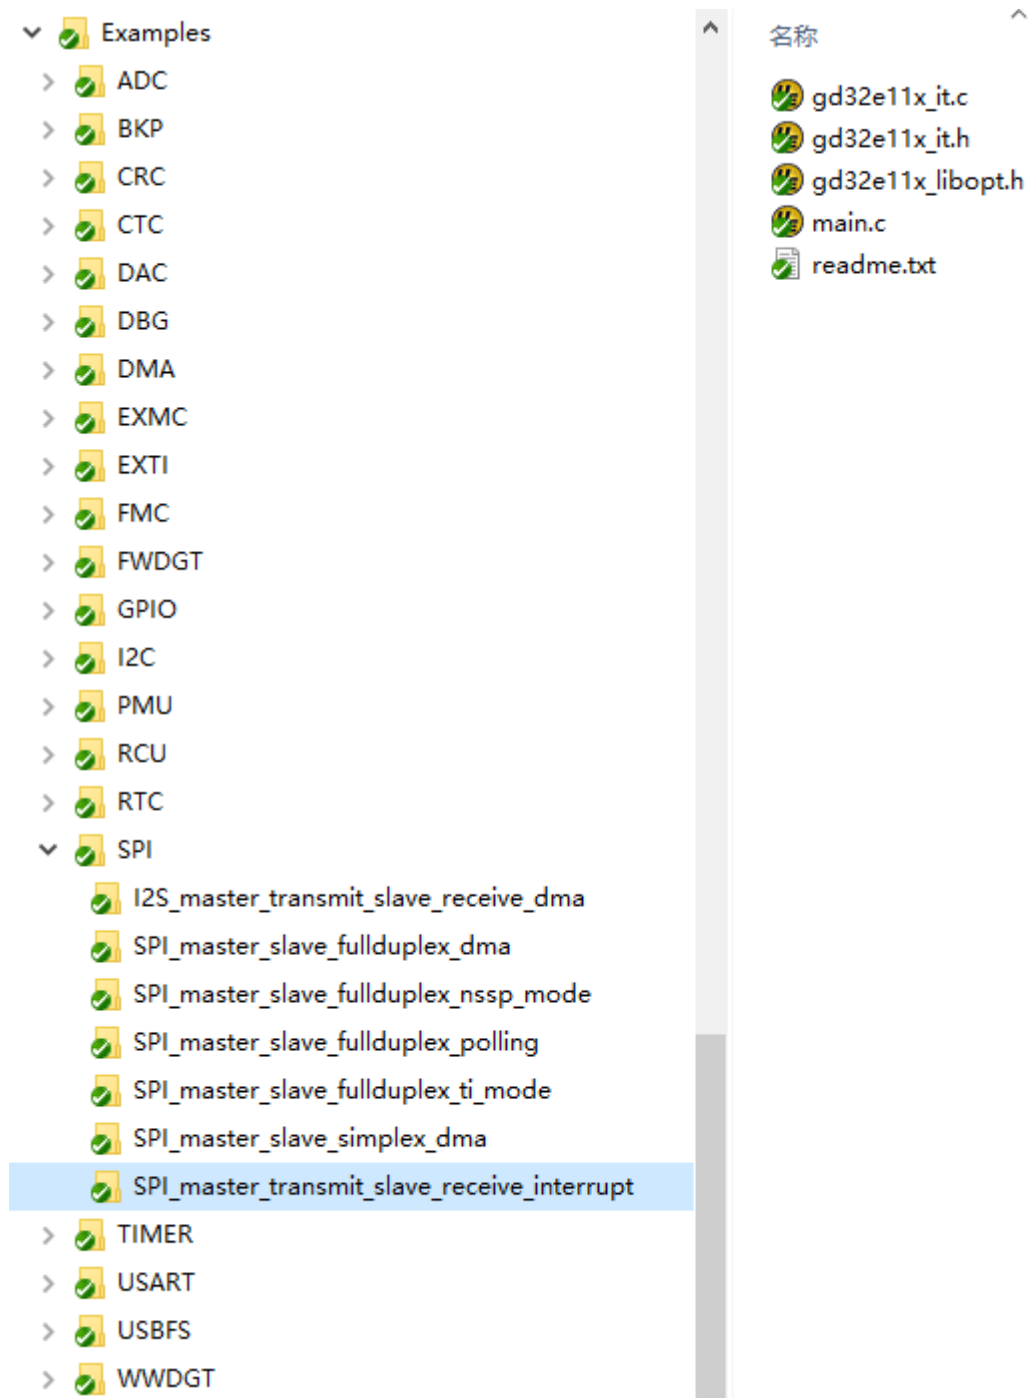 Examples
ADC
BKP
CRC
CTC
DAC
DBG
DMA
EXMC
EXTI
FMC
FWDGT
GPIO
I2C
PMU
RCU
RTC
SPI
I2S_master_transmit_slave_receive_dma
SPI_master_slave_fullduplex_dma
SPI_master_slave_fullduplex_nssp_mode
SPI_master_slave_fullduplex_polling
SPI_master_slave_fullduplex_ti_mode
SPI_master_slave_simplex_dma
SPI_master_transmit_slave_receive_interrupt
TIMER
USART
USBFS
WWDGT
名称
gd32e11x_it.c
gd32e11x_it.h
gd32e11x_libopt.h
main.c
readme.txt